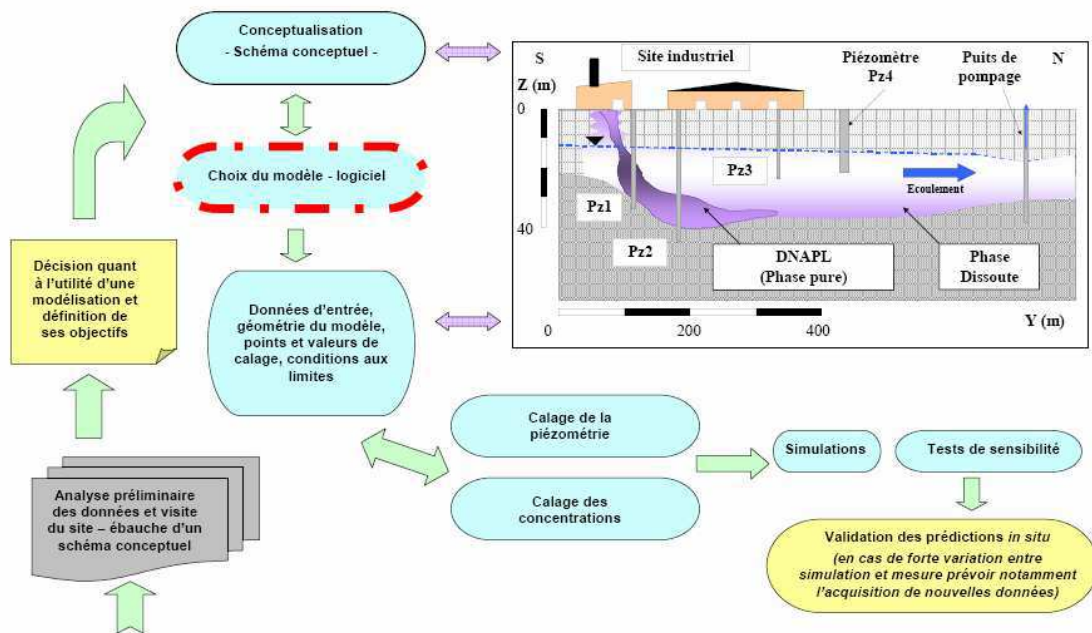 Conceptualisation
- Schéma conceptuel -
Choix du modèle - logiciel
Décision quant
à l'utilité d'une
modélisation et
définition de
ses objectifs
Données d'entrée,
géométrie du modèle,
points et valeurs de
calage, conditions aux
limites
Analyse préliminaire
des données et visite
du site – ébauche d'un
schéma conceptuel
S
Site industriel
Piézomètre
Pz4
Puits de
pompage
N
Z (m)
0
Pz3
Ecoulement
Pz1
40
Pz2
DNAPL
(Phase pure)
Phase
Dissoute
0
200
400
Y (m)
Calage de la
piézométrie
Calage des
concentrations
Simulations
Tests de sensibilité
Validation des prédictions in situ
(en cas de forte variation entre
simulation et mesure prévoir notamment
l'acquisition de nouvelles données)